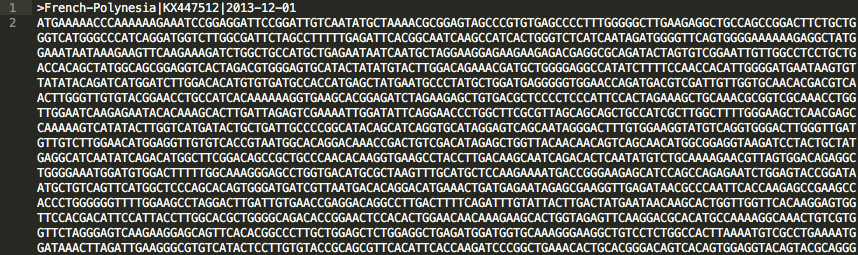 1 >French-Polynesia|KX447512|2013-12-01
2 ATGAAAAACCCAAAAAAGAAATCCGGAGGATTCCGGATTGTCAATATGCTAAAACGCGGAGTAGCCCGTGTGAGCCCCTTTGGGGGCTTGAAGAGGCTGCCAGCCGGACTTCTGCTG
GGTCATGGGCCCATCAGGATGGTCTTGGCGATTCTAGCCTTTTTGAGATTCACGGCAATCAAGCCATCACTGGGTCTCATCAATAGATGGGGTTCAGTGGGGAAAAAAGAGGCTATG
GAAATAATAAAGAAGTTCAAGAAAGATCTGGCTGCCATGCTGAGAATAATCAATGCTAGGAAGGAGAAGAAGAGACGAGGCGCAGATACTAGTGTCGGAATTGTTGGCCTCCTGCTG
ACCACAGCTATGGCAGCGGAGGTCACTAGACGTGGGAGTGCATACTATATGTACTTGGACAGAAACGATGCTGGGGAGGCCATATCTTTTCCAACCACATTGGGGATGAATAAGTGT
TATATACAGATCATGGATCTTGGACACATGTGTGATGCCACCATGAGCTATGAATGCCCTATGCTGGATGAGGGGGTGGAACCAGATGACGTCGATTGTTGGTGCAACACGACGTCA
ACTTGGGTTGTGTACGGAACCTGCCATCACAAAAAAGGTGAAGCACGGAGATCTAGAAGAGCTGTGACGCTCCCCTCCCATTCCACTAGAAAGCTGCAAACGCGGTCGCAAACCTGG
TTGGAATCAAGAGAATACACAAAGCACTTGATTAGAGTCGAAAATTGGATATTCAGGAACCCTGGCTTCGCGTTAGCAGCAGCTGCCATCGCTTGGCTTTTGGGAAGCTCAACGAGC
CAAAAAGTCATATACTTGGTCATGATACTGCTGATTGCCCCGGCATACAGCATCAGGTGCATAGGAGTCAGCAATAGGGACTTTGTGGAAGGTATGTCAGGTGGGACTTGGGTTGAT
GTTGTCTTGGAACATGGAGGTTGTGTCACCGTAATGGCACAGGACAAACCGACTGTCGACATAGAGCTGGTTACAACAACAGTCAGCAACATGGCGGAGGTAAGATCCTACTGCTAT
GAGGCATCAATATCAGACATGGCTTCGGACAGCCGCTGCCCAACACAAGGTGAAGCCTACCTTGACAAGCAATCAGACACTCAATATGTCTGCAAAAGAACGTTAGTGGACAGAGGC
TGGGGAAATGGATGTGGACTTTTTGGCAAAGGGAGCCTGGTGACATGCGCTAAGTTTGCATGCTCCAAGAAAATGACCGGGAAGAGCATCCAGCCAGAGAATCTGGAGTACCGGATA
ATGCTGTCAGTTCATGGCTCCCAGCACAGTGGGATGATCGTTAATGACACAGGACATGAAACTGATGAGAATAGAGCGAAGGTTGAGATAACGCCCAATTCACCAAGAGCCGAAGCC
ACCCTGGGGGGTTTTGGAAGCCTAGGACTTGATTGTGAACCGAGGACAGGCCTTGACTTTTCAGATTTGTATTACTTGACTATGAATAACAAGCACTGGTTGGTTCACAAGGAGTGG
TTCCACGACATTCCATTACCTTGGCACGCTGGGGCAGACACCGGAACTCCACACTGGAACAACAAAGAAGCACTGGTAGAGTTCAAGGACGCACATGCCAAAAGGCAAACTGTCGTG
GTTCTAGGGAGTCAAGAAGGAGCAGTTCACACGGCCCTTGCTGGAGCTCTGGAGGCTGAGATGGATGGTGCAAAGGGAAGGCTGTCCTCTGGCCACTTAAAATGTCGCCTGAAAATG
GATAAACTTAGATTGAAGGGCGTGTCATACTCCTTGTGTACCGCAGCGTTCACATTCACCAAGATCCCGGCTGAAACACTGCACGGGACAGTCACAGTGGAGGTACAGTACGCAGGG